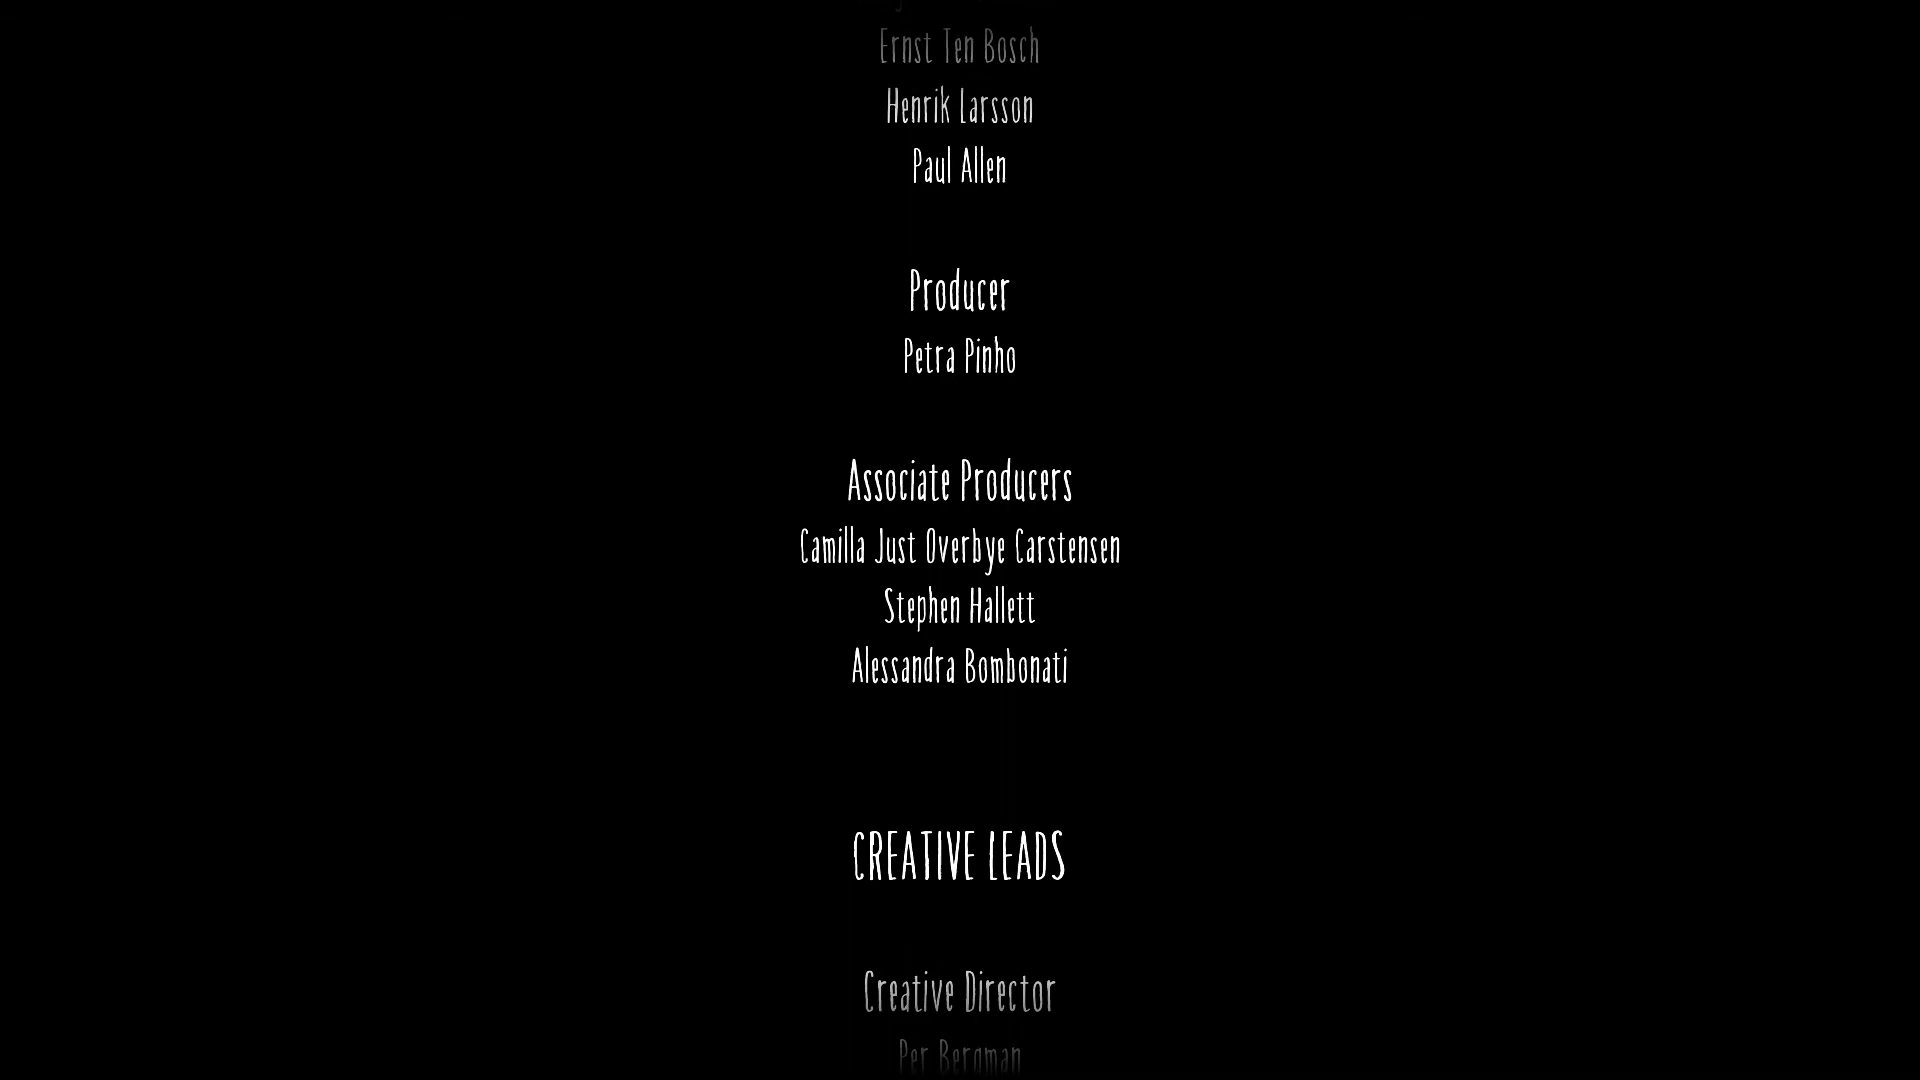 Ernst Ten Bosch
Henrik Larsson
Paul Allen
Producer
Petra Pinho
Associate Producers
Camilla Just Overbye Carstensen
Stephen Hallett
Alessandra Bombonati
CREATIVE LEADS
Creative Director
Per Bergman